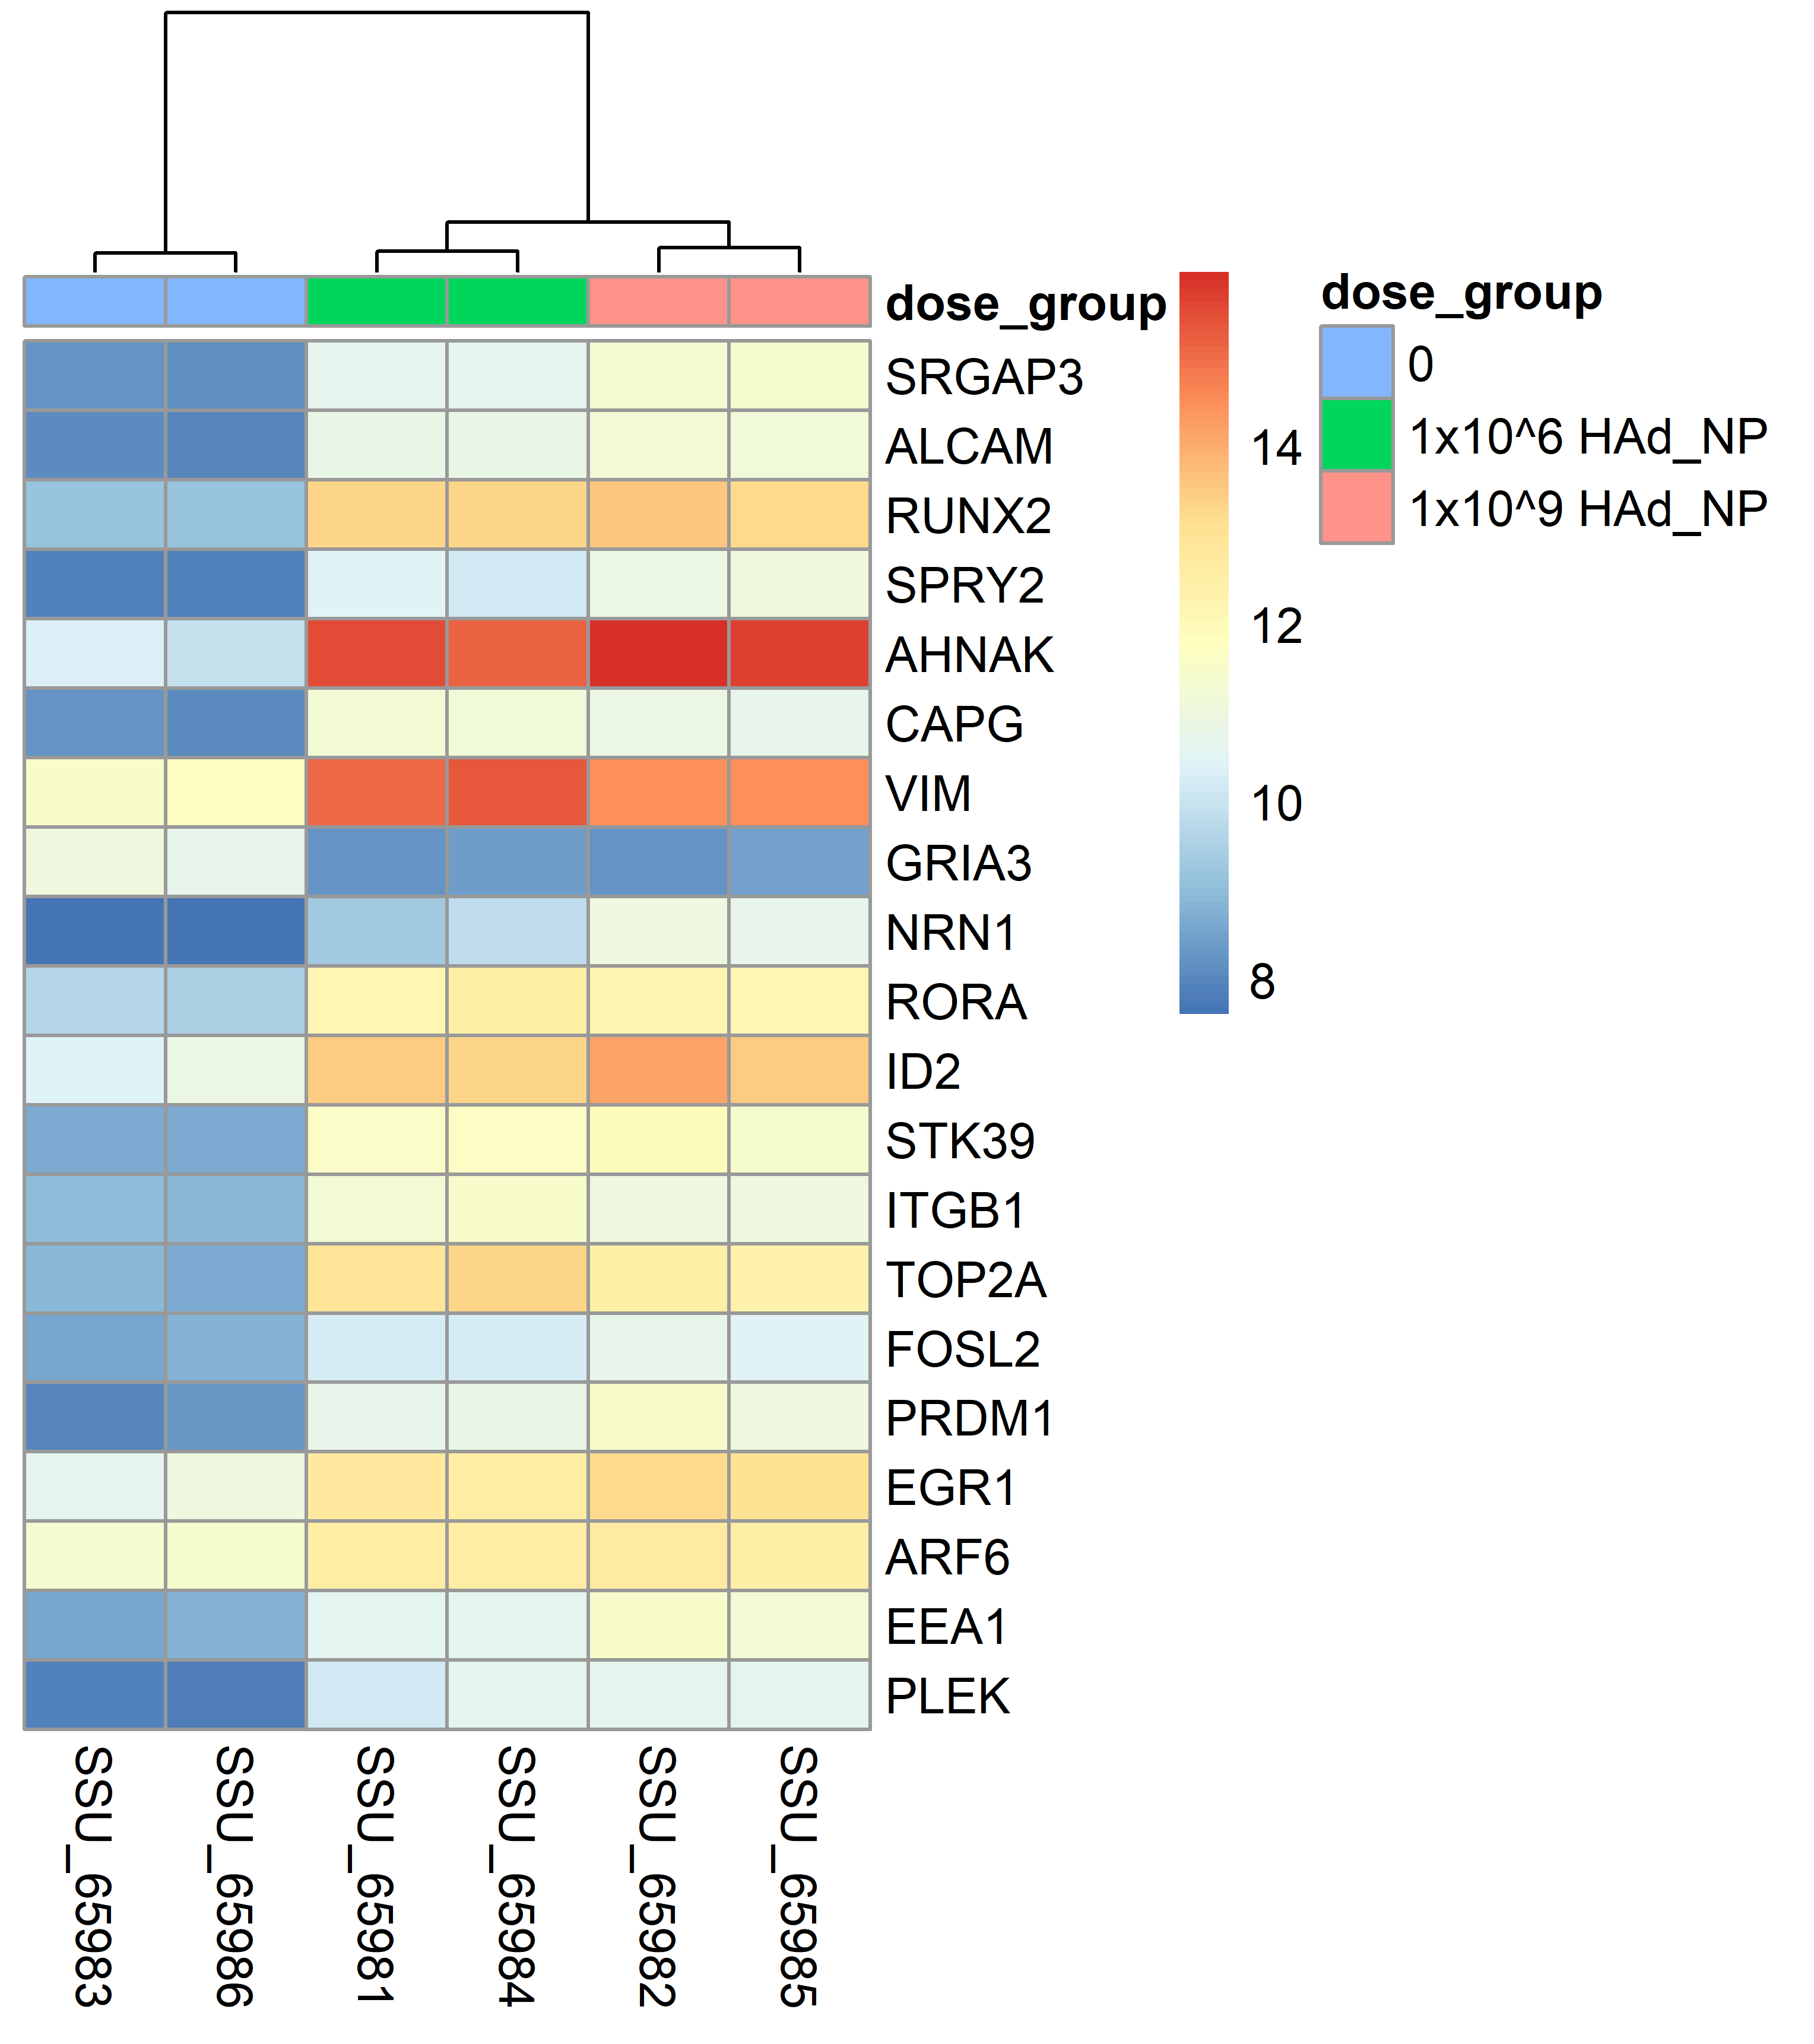 dose_group
SRGAP3
ALCAM
RUNX2
SPRY2
AHNAK
CAPG
VIM
GRIA3
NRN1
RORA
ID2
STK39
ITGB1
TOP2A
FOSL2
PRDM1
EGR1
ARF6
EEA1
PLEK
SSU_65983
SSU_65986
SSU_65981
SSU_65984
SSU_65982
SSU_65985
14
12
10
8
dose_group
0
1x10^6 HAd_NP
1x10^9 HAd_NP